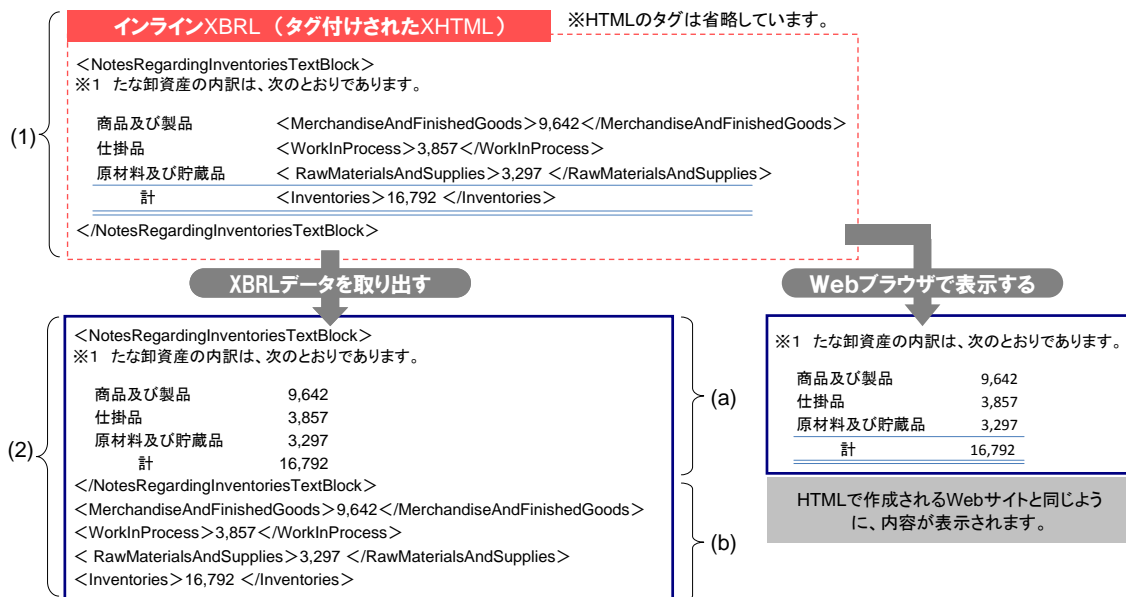 インラインXBRL（タグ付けされたXHTML）
※HTMLのタグは省略しています。
(1)
<NotesRegardingInventoriesTextBlock>
※1 たな卸資産の内訳は、次のとおりであります。
商品及び製品 <MerchandiseAndFinishedGoods>9,642</MerchandiseAndFinishedGoods>
仕掛品 <WorkInProcess>3,857</WorkInProcess>
原材料及び貯蔵品 < RawMaterialsAndSupplies>3,297 </RawMaterialsAndSupplies>
計 <Inventories>16,792 </Inventories>
</NotesRegardingInventoriesTextBlock>
XBRLデータを取り出す
(2)
<NotesRegardingInventoriesTextBlock>
※1 たな卸資産の内訳は、次のとおりであります。
商品及び製品 9,642
仕掛品 3,857
原材料及び貯蔵品 3,297
計 16,792
</NotesRegardingInventoriesTextBlock>
(a)
<MerchandiseAndFinishedGoods>9,642</MerchandiseAndFinishedGoods>
<WorkInProcess>3,857</WorkInProcess>
< RawMaterialsAndSupplies>3,297 </RawMaterialsAndSupplies>
<Inventories>16,792 </Inventories>
(b)
Webブラウザで表示する
※1 たな卸資産の内訳は、次のとおりであります。
商品及び製品 9,642
仕掛品 3,857
原材料及び貯蔵品 3,297
計 16,792
HTMLで作成されるWebサイトと同じよう
に、内容が表示されます。